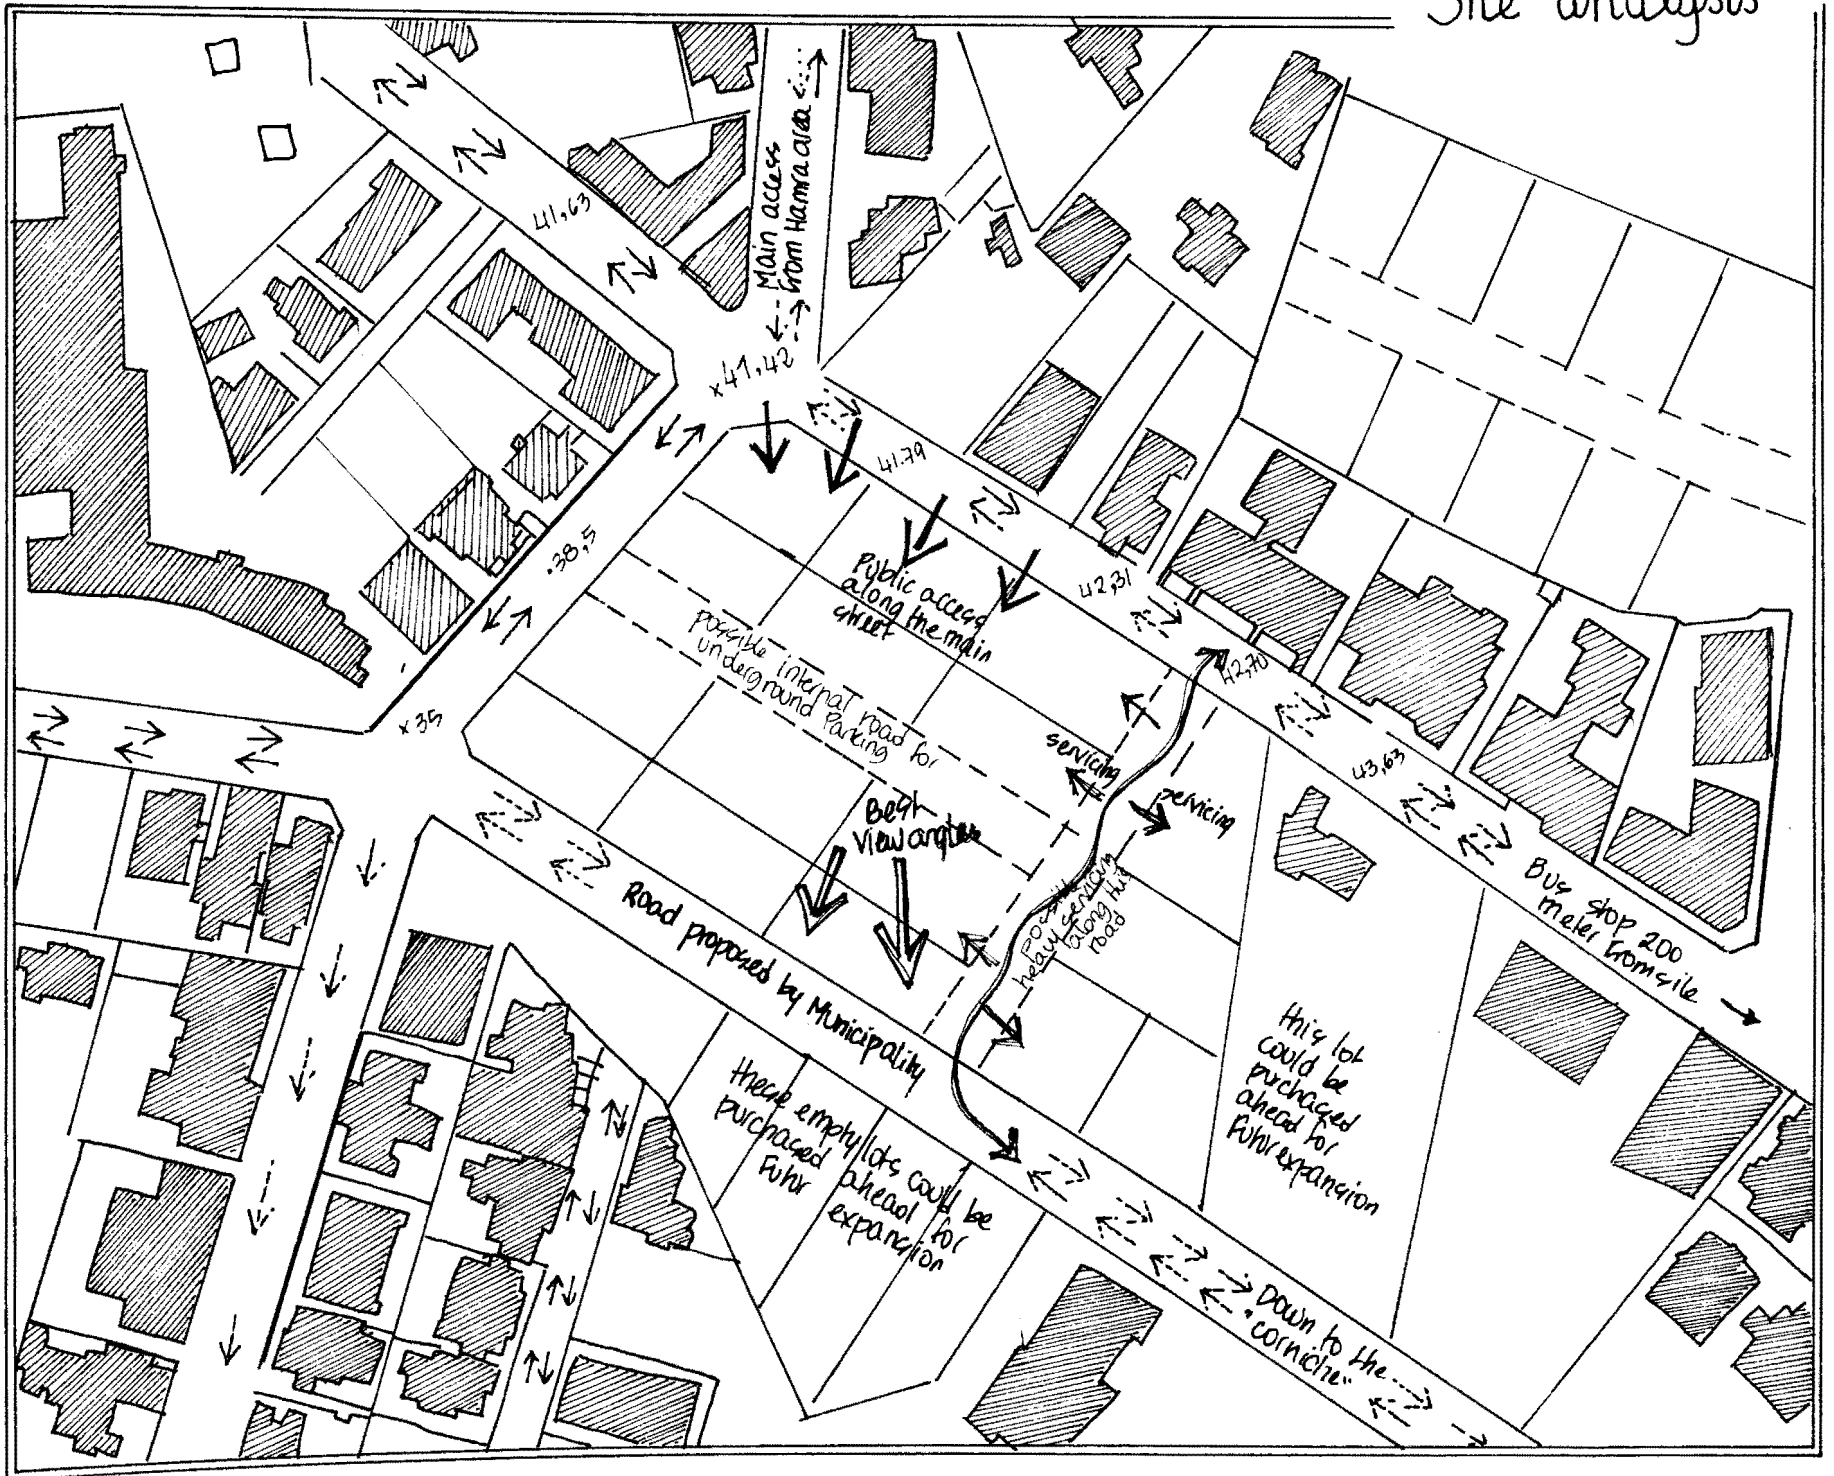 Site analysis
Main access
from Hamra area
41,63
x 41,42
41.79
.38,5
42,31
Public access
along the main
street
possible internal road for
underground Parking
42,70
x 35
servicing
servicing
43,63
Best
view angles
possible
heavy servicing
along this
road
Bus stop 200
meter from site
Road proposed by Municipality
this lot
could be
purchased
ahead for
Futur expansion
these empty lots could be
purchased ahead for
Futur expansion
Down to the
"corniche"